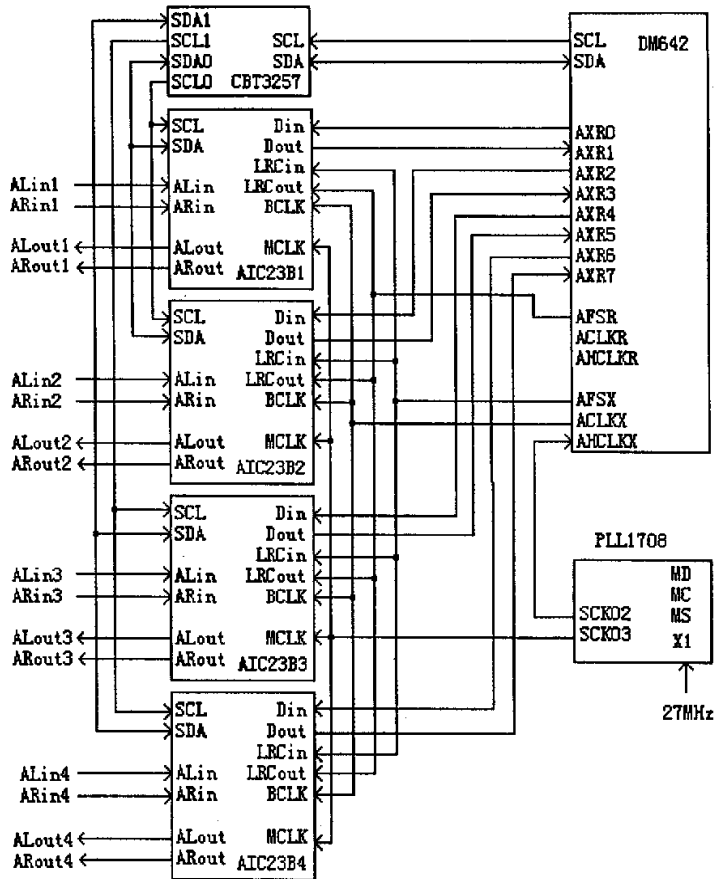 SDA1
SCL1 SCL
SDA0 SDA
SCL0 CBT3257
SCL DM642
SDA
AXR0
AXR1
AXR2
AXR3
AXR4
AXR5
AXR6
AXR7
AFSR
ACLKR
AHCLKR
AFSX
ACLKX
AHCLKX
SCL Din
SDA Dout
LRCin
ALin1 ALin LRCout
ARin1 ARin BCLK
ALout1 ALout MCLK
ARout1 ARout AIC23B1
SCL Din
SDA Dout
LRCin
ALin2 ALin LRCout
ARin2 ARin BCLK
ALout2 ALout MCLK
ARout2 ARout AIC23B2
SCL Din
SDA Dout
LRCin
ALin3 ALin LRCout
ARin3 ARin BCLK
ALout3 ALout MCLK
ARout3 ARout AIC23B3
SCL Din
SDA Dout
LRCin
ALin4 ALin LRCout
ARin4 ARin BCLK
ALout4 ALout MCLK
ARout4 ARout AIC23B4
PLL1708
MD
MC
SCKO2 MS
SCKO3 X1
27MHz